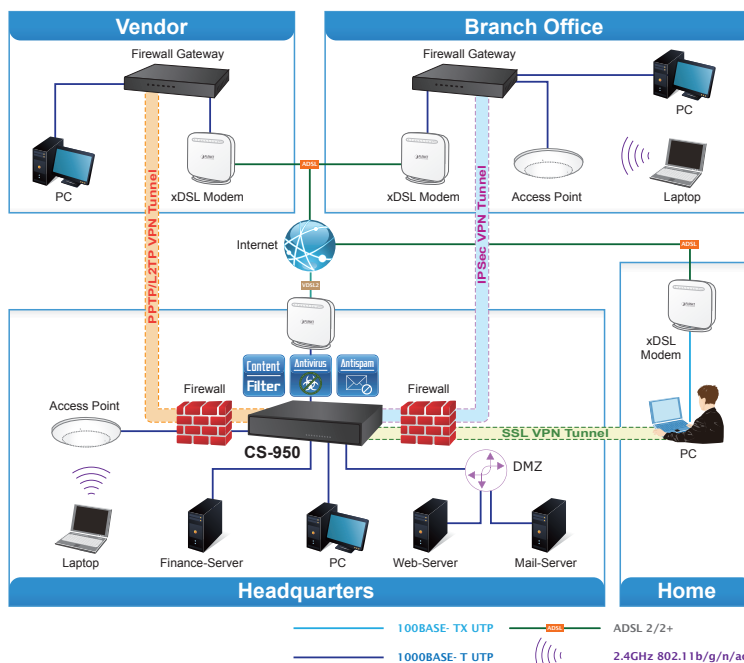 Vendor
Branch Office
Firewall Gateway
Firewall Gateway
PC
xDSL Modem
ADSL
xDSL Modem
Access Point
PC
Laptop
PPTP/L2TP VPN Tunnel
IPSec VPN Tunnel
Internet
ADSL
VDSL2
xDSL
Modem
Content
Filter
Antivirus
Antispam
Firewall
Firewall
Access Point
CS-950
SSL VPN Tunnel
PC
DMZ
Laptop
Finance-Server
PC
Web-Server
Mail-Server
Headquarters
Home
100BASE- TX UTP
ADSL
ADSL 2/2+
1000BASE- T UTP
2.4GHz 802.11b/g/n/ac